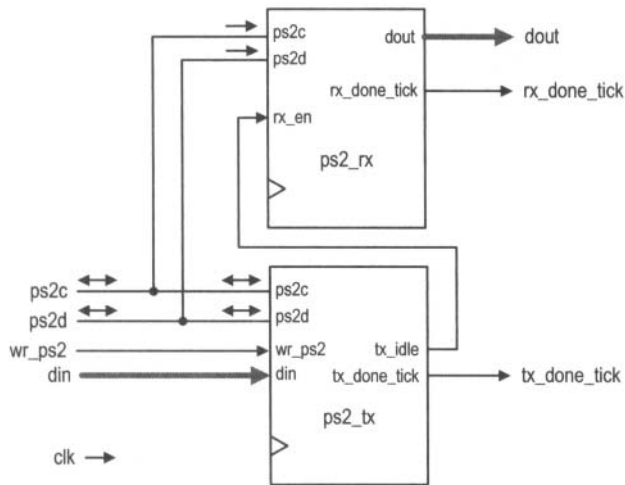 ps2c
dout
dout
ps2d
rx_done_tick
rx_done_tick
rx_en
ps2_rx
ps2c
ps2c
ps2d
ps2d
wr_ps2
wr_ps2
tx_idle
din
din
tx_done_tick
tx_done_tick
ps2_tx
clk